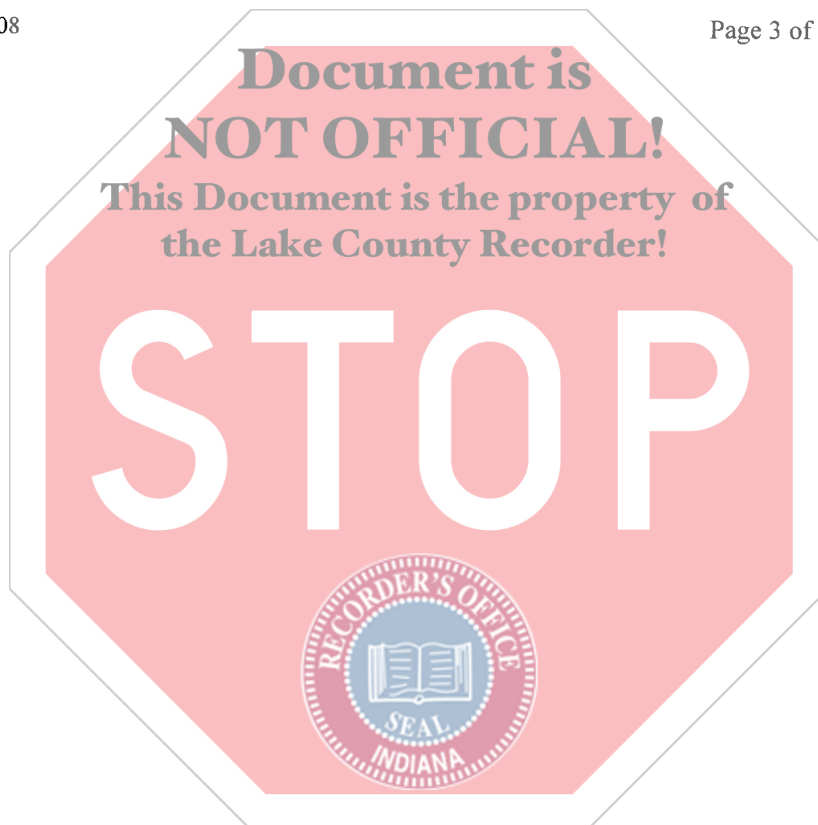 08
Page 3 of
Document is
NOT OFFICIAL!
This Document is the property of
the Lake County Recorder!
STOP
RECORDER'S OFFICE
SEAL
INDIANA